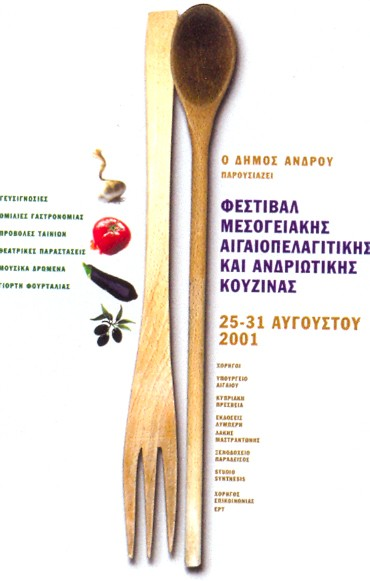 Ο ΔΗΜΟΣ ΑΝΔΡΟΥ
ΠΑΡΟΥΣΙΑΖΕΙ
ΦΕΣΤΙΒΑΛ
ΜΕΣΟΓΕΙΑΚΗΣ
ΑΙΓΑΙΟΠΕΛΑΓΙΤΙΚΗΣ
ΚΑΙ ΑΝΔΡΙΩΤΙΚΗΣ
ΚΟΥΖΙΝΑΣ
25-31 ΑΥΓΟΥΣΤΟΥ
2001
ΓΕΥΣΙΓΝΩΣΙΕΣ
ΟΜΙΛΙΕΣ ΓΑΣΤΡΟΝΟΜΙΑΣ
ΠΡΟΒΟΛΕΣ ΤΑΙΝΙΩΝ
ΘΕΑΤΡΙΚΕΣ ΠΑΡΑΣΤΑΣΕΙΣ
ΜΟΥΣΙΚΑ ΔΡΩΜΕΝΑ
ΓΙΟΡΤΗ ΦΟΥΡΤΑΛΙΑΣ
ΧΟΡΗΓΟΙ
ΥΠΟΥΡΓΕΙΟ
ΑΙΓΑΙΟΥ
ΚΥΠΡΙΑΚΗ
ΠΡΕΣΒΕΙΑ
ΕΚΔΟΣΕΙΣ
ΛΥΜΠΕΡΗ
ΛΑΚΗΣ
ΜΑΣΤΡΑΝΤΩΝΗΣ
ΞΕΝΟΔΟΧΕΙΟ
ΠΑΡΑΔΕΙΣΟΣ
STUDIO
SYNTHESIS
ΧΟΡΗΓΟΣ
ΕΠΙΚΟΙΝΩΝΙΑΣ
ΕΡΤ